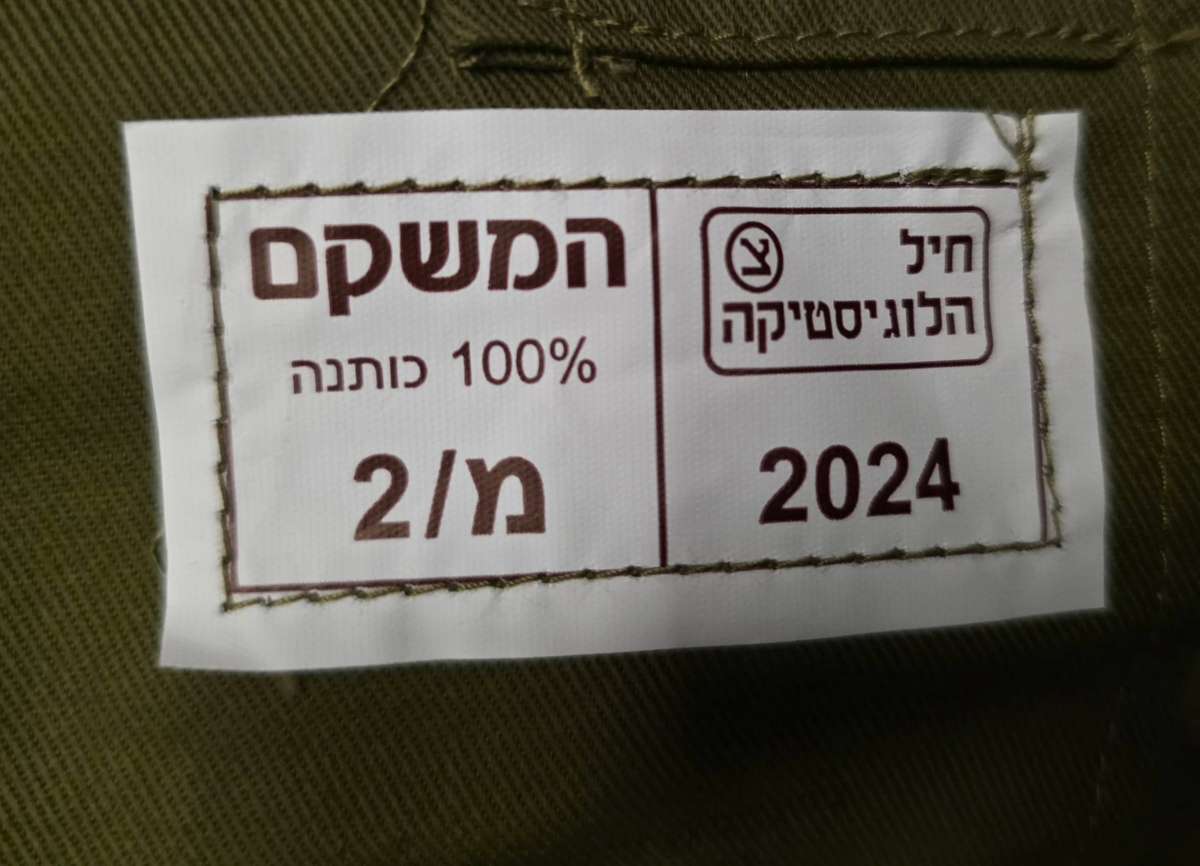 חיל צ
הלוגיסטיקה
2024
המשקם
100% כותנה
מ/2